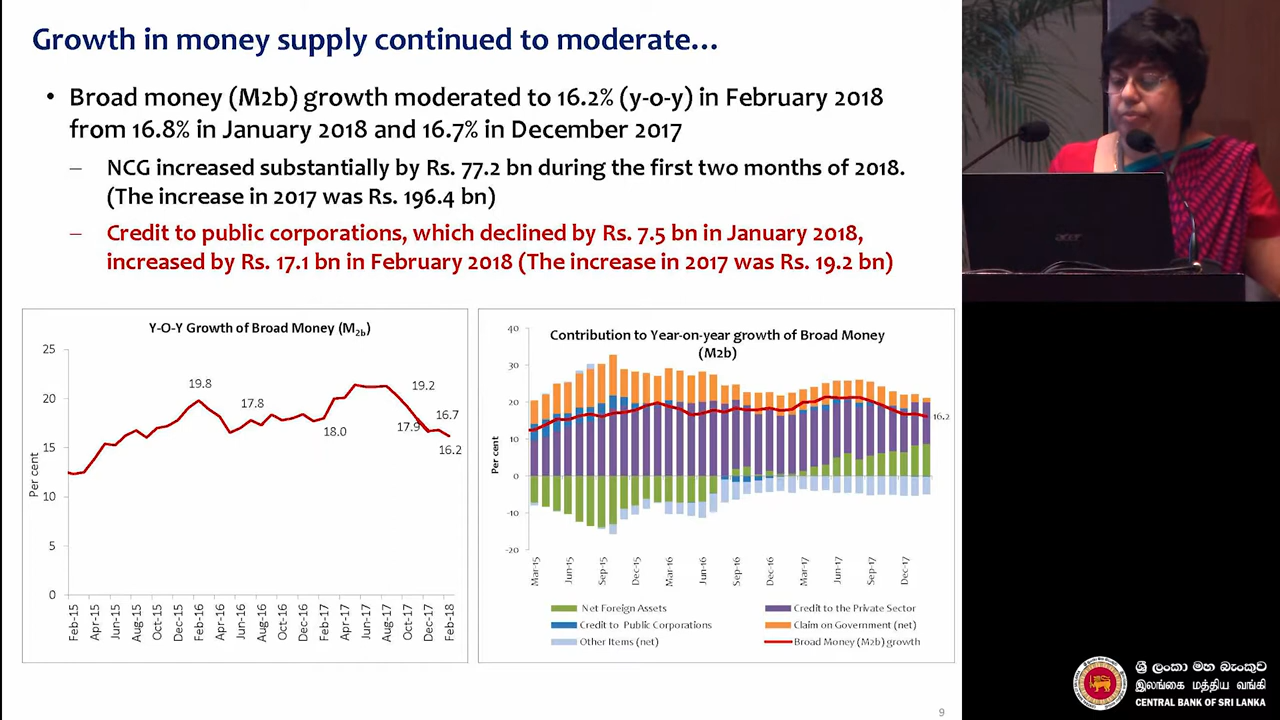 Growth in money supply continued to moderate...
• Broad money (M2b) growth moderated to 16.2% (y-o-y) in February 2018
from 16.8% in January 2018 and 16.7% in December 2017
– NCG increased substantially by Rs. 77.2 bn during the first two months of 2018.
(The increase in 2017 was Rs. 196.4 bn)
– Credit to public corporations, which declined by Rs. 7.5 bn in January 2018,
increased by Rs. 17.1 bn in February 2018 (The increase in 2017 was Rs. 19.2 bn)
Y-O-Y Growth of Broad Money (M2b)
Per cent
25
20
15
10
5
0
19.8
17.8
18.0
19.2
17.9
16.7
16.2
Feb-15
Apr-15
Jun-15
Aug-15
Oct-15
Dec-15
Feb-16
Apr-16
Jun-16
Aug-16
Oct-16
Dec-16
Feb-17
Apr-17
Jun-17
Aug-17
Oct-17
Dec-17
Feb-18
Contribution to Year-on-year growth of Broad Money
(M2b)
Per cent
40
30
20
10
0
-10
-20
16.2
Mar-15
Jun-15
Sep-15
Dec-15
Mar-16
Jun-16
Sep-16
Dec-16
Mar-17
Jun-17
Sep-17
Dec-17
Net Foreign Assets
Credit to the Private Sector
Credit to Public Corporations
Claim on Government (net)
Other Items (net)
Broad Money (M2b) growth
acer
ශ්‍රී ලංකා මහ බැංකුව
இலங்கை மத்திய வங்கி
CENTRAL BANK OF SRI LANKA
9